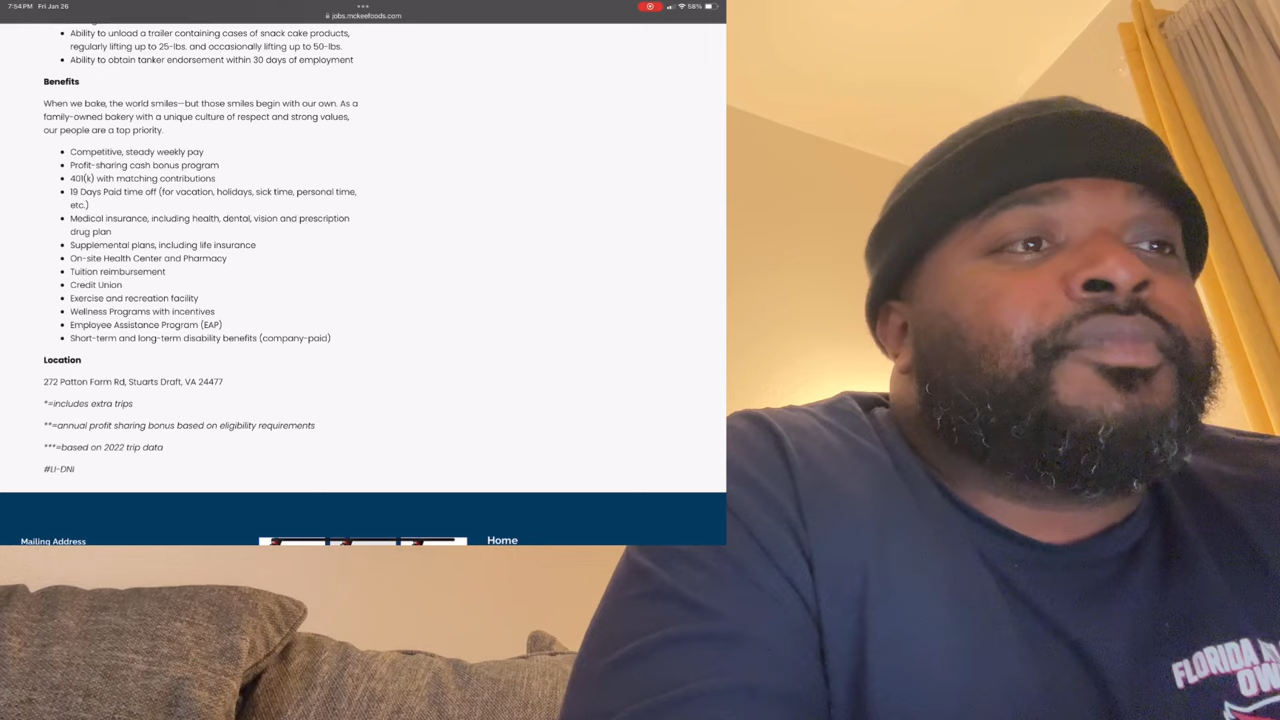 7:54 PM Fri Jan 26
58%
jobs.mckeefoods.com
Ability to unload a trailer containing cases of snack cake products,
regularly lifting up to 25-lbs. and occasionally lifting up to 50-lbs.
Ability to obtain tanker endorsement within 30 days of employment
Benefits
When we bake, the world smiles—but those smiles begin with our own. As a
family-owned bakery with a unique culture of respect and strong values,
our people are a top priority.
Competitive, steady weekly pay
Profit-sharing cash bonus program
401(k) with matching contributions
19 Days Paid time off (for vacation, holidays, sick time, personal time,
etc.)
Medical insurance, including health, dental, vision and prescription
drug plan
Supplemental plans, including life insurance
On-site Health Center and Pharmacy
Tuition reimbursement
Credit Union
Exercise and recreation facility
Wellness Programs with incentives
Employee Assistance Program (EAP)
Short-term and long-term disability benefits (company-paid)
Location
272 Patton Farm Rd, Stuarts Draft, VA 24477
*=includes extra trips
**=annual profit sharing bonus based on eligibility requirements
***=based on 2022 trip data
#LI-DNI
Mailing Address
Home
FLORIDA